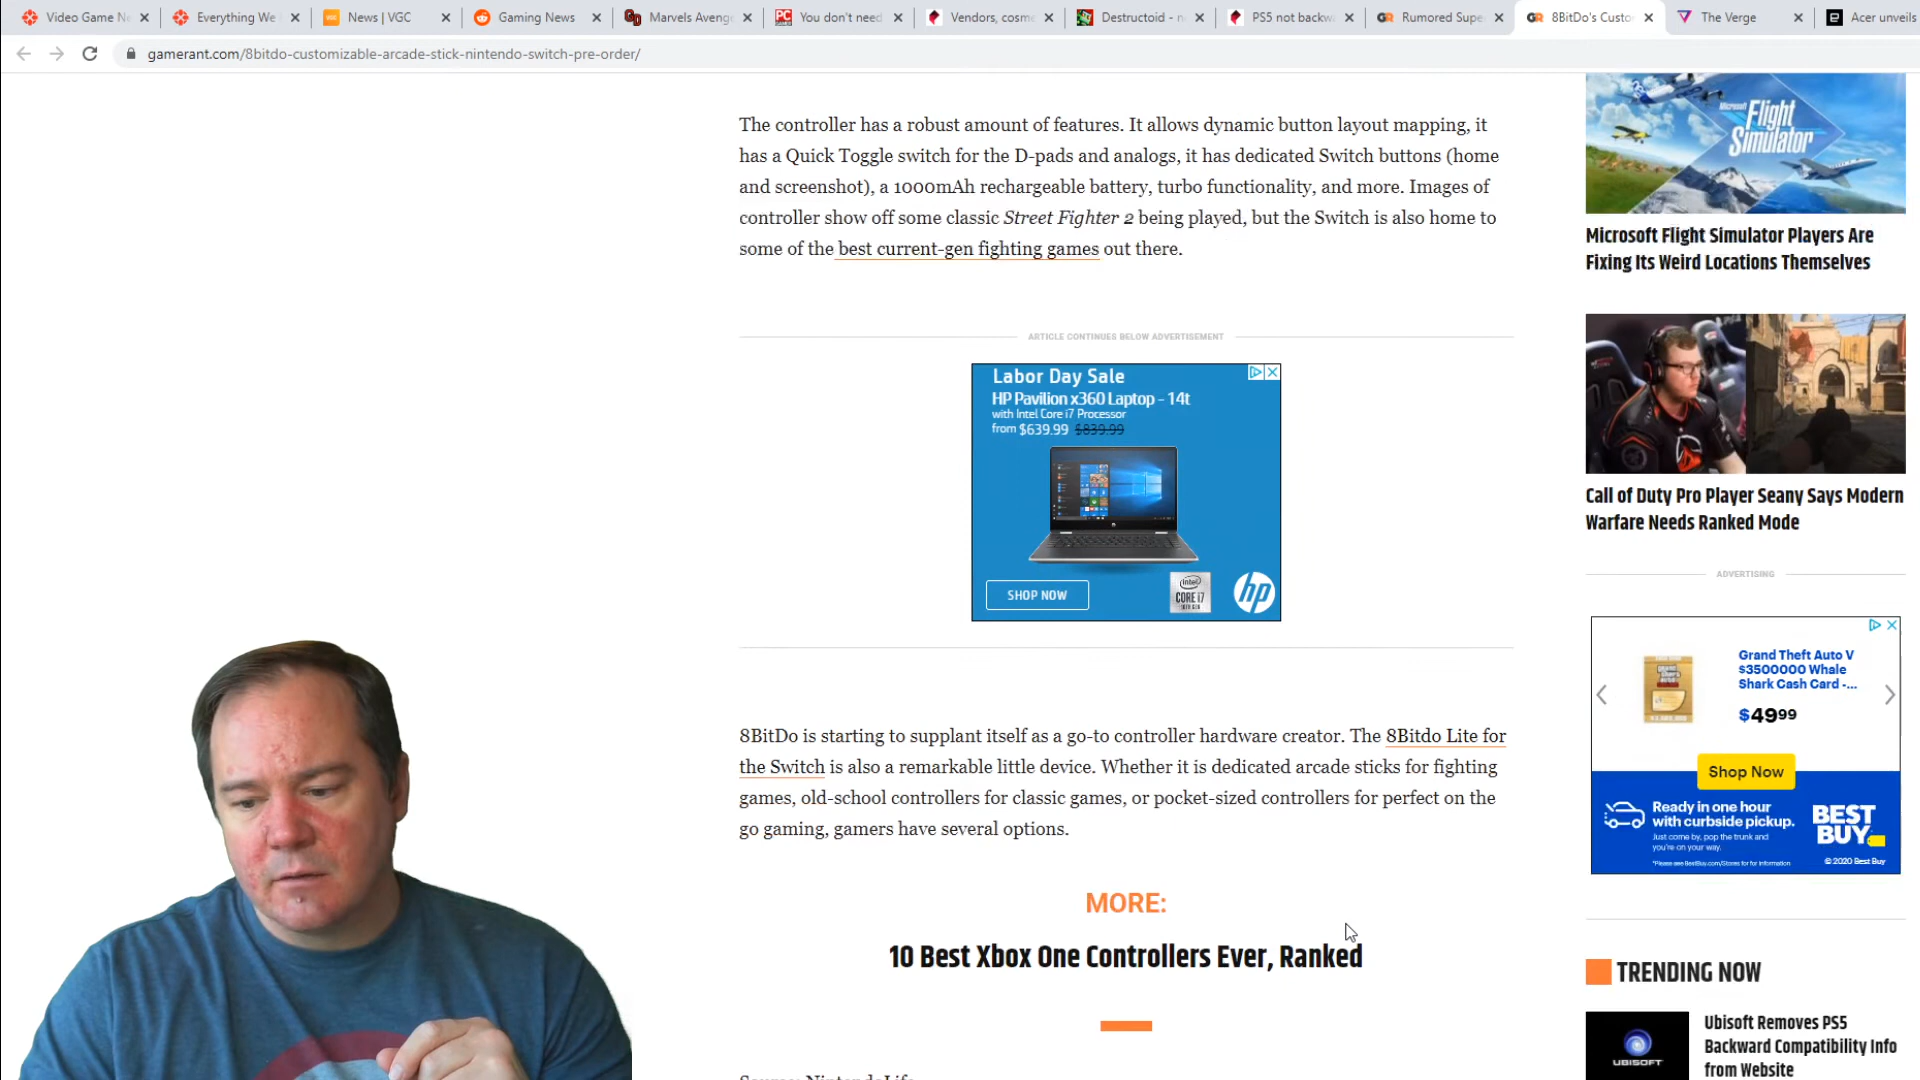 Video Game Ne
Everything We
News | VGC
Gaming News
Marvels Aveng
You don't need
Vendors, cosme
Destructoid - n
PS5 not backw
Rumored Supe
8BitDo's Custo
The Verge
Acer unveils
gamerant.com/8bitdo-customizable-arcade-stick-nintendo-switch-pre-order/
The controller has a robust amount of features. It allows dynamic button layout mapping, it
has a Quick Toggle switch for the D-pads and analogs, it has dedicated Switch buttons (home
and screenshot), a 1000mAh rechargeable battery, turbo functionality, and more. Images of
controller show off some classic Street Fighter 2 being played, but the Switch is also home to
some of the best current-gen fighting games out there.
ARTICLE CONTINUES BELOW ADVERTISEMENT
Labor Day Sale
HP Pavilion x360 Laptop - 14t
with Intel Core i7 Processor
from $639.99 $839.99
SHOP NOW
intel
CORE i7
10TH GEN
hp
8BitDo is starting to supplant itself as a go-to controller hardware creator. The 8Bitdo Lite for
the Switch is also a remarkable little device. Whether it is dedicated arcade sticks for fighting
games, old-school controllers for classic games, or pocket-sized controllers for perfect on the
go gaming, gamers have several options.
MORE:
10 Best Xbox One Controllers Ever, Ranked
Source: NintendoLife
Microsoft
Flight
Simulator
Microsoft Flight Simulator Players Are
Fixing Its Weird Locations Themselves
Call of Duty Pro Player Seany Says Modern
Warfare Needs Ranked Mode
ADVERTISING
Grand Theft Auto V
$3500000 Whale
Shark Cash Card -...
$49.99
Shop Now
Ready in one hour
with curbside pickup.
Just come by, pop the trunk and
you're on your way.
*Please see BestBuy.com/Stores for for information
BEST
BUY
© 2020 Best Buy
TRENDING NOW
UBISOFT
Ubisoft Removes PS5
Backward Compatibility Info
from Website